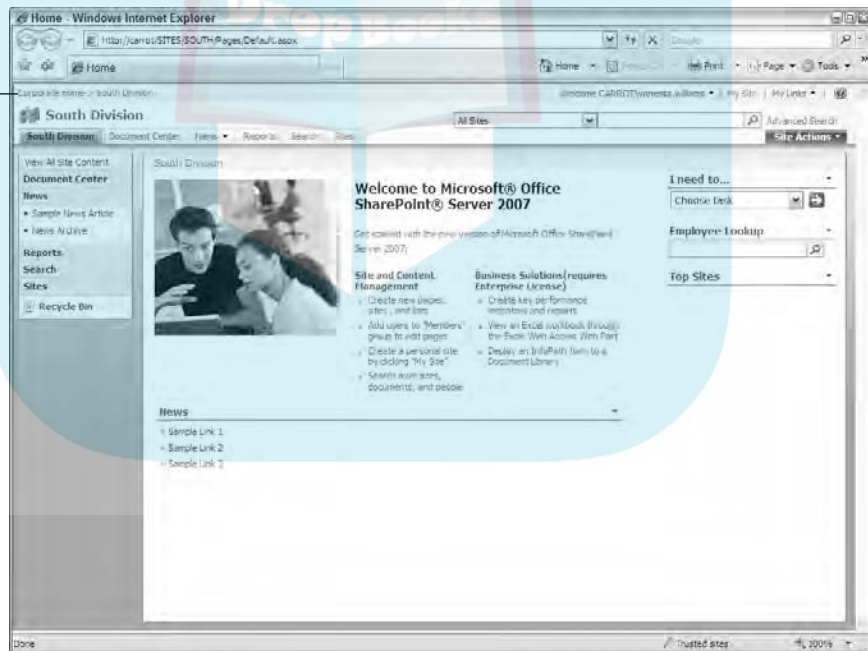 Home - Windows Internet Explorer
http://carrot/SITES/SOUTH/Pages/Default.aspx
Google
Home
Home Print Page Tools
Corporate Home > South Division
Welcome CARROT\ My Site | My Links
South Division
All Sites
Advanced Search
South Division Document Center News Reports Search Sites
Site Actions
View All Site Content
Document Center
News
Sample News Article
News Archive
Reports
Search
Sites
Recycle Bin
South Division
Welcome to Microsoft® Office
SharePoint® Server 2007
Get started with the new version of Microsoft Office SharePoint
Server 2007:
Site and Content
Management
Create new pages,
sites, and lists
Add users to "Members"
group to edit pages
Create a personal site
by clicking "My Site"
Search across sites,
documents, and people
Business Solutions(requires
Enterprise License)
Create key performance
indicators and reports
View an Excel workbook through
the Excel Web Access Web Part
Deploy an InfoPath form to a
Document Library
News
Sample Link 1
Sample Link 2
Sample Link 3
I need to...
Choose task
Employee Lookup
Top Sites
Done
Trusted sites
100%
Drop Books